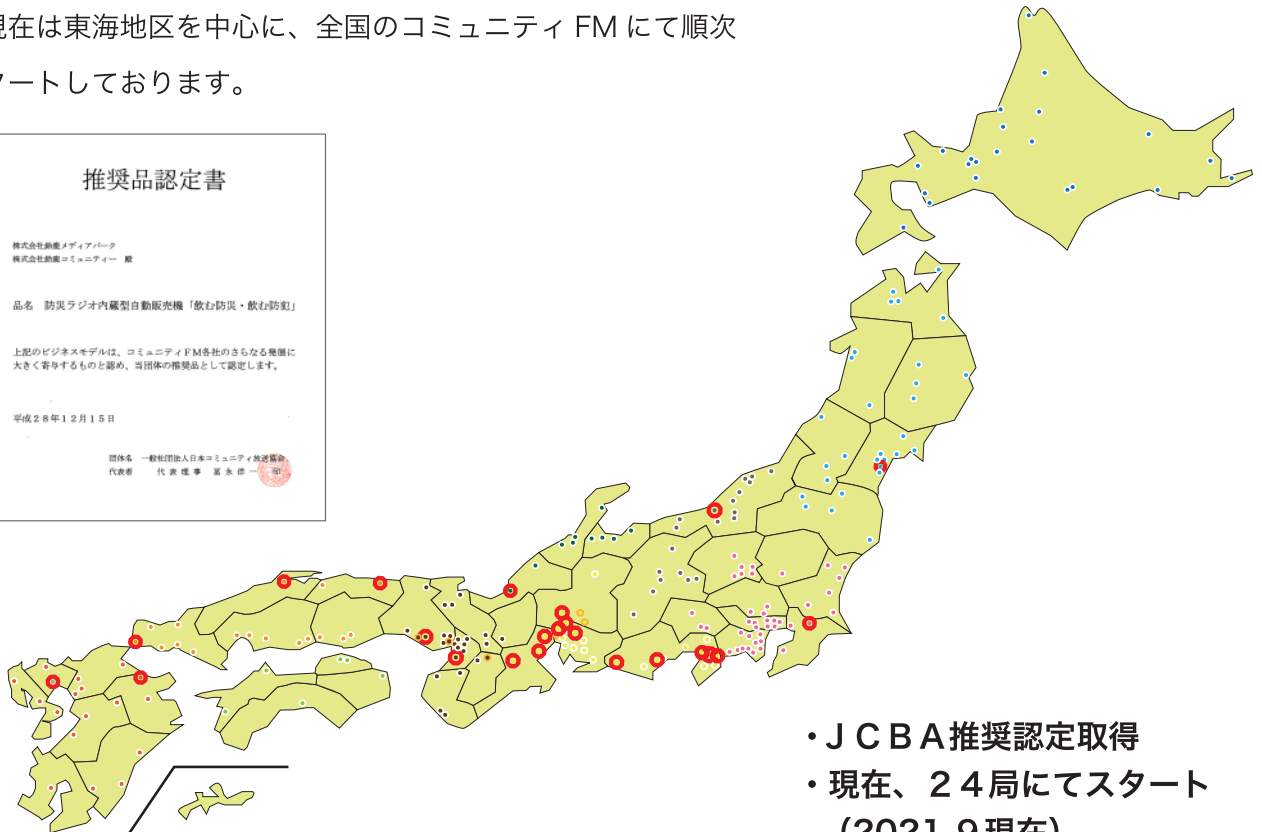 現在は東海地区を中心に、全国のコミュニティ FM にて順次
タートしております。
推奨品認定書
株式会社鈴鹿メディアパーク
株式会社鈴鹿コミュニティー　殿
品名　防災ラジオ内蔵型自動販売機「飲む防災・飲む防犯」
上記のビジネスモデルは、コミュニティＦＭ各社のさらなる発展に
大きく寄与するものと認め、当団体の推奨品として認定します。
平成２８年１２月１５日
団体名　一般社団法人日本コミュニティ放送協会
代表者　代 表 理 事　冨 永 洋 一　印
・ＪＣＢＡ推奨認定取得
・現在、２４局にてスタート
（2021.9現在）